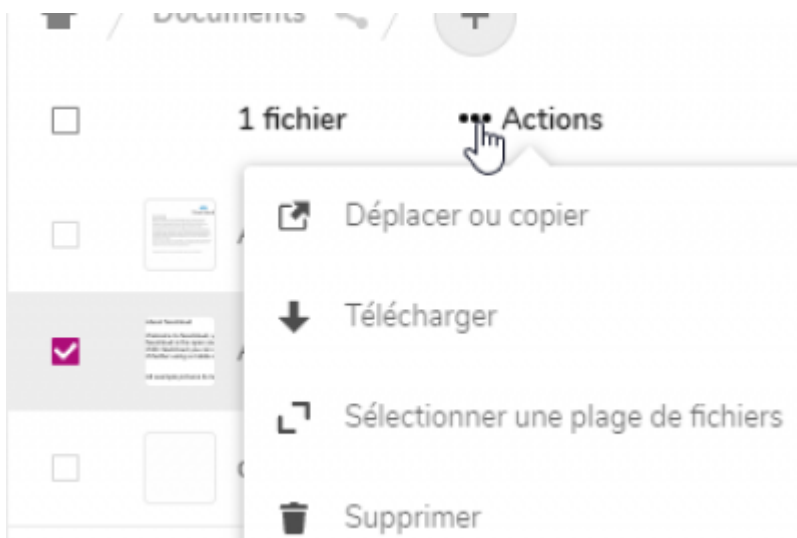 Documents
1 fichier
Actions
Déplacer ou copier
Télécharger
Sélectionner une plage de fichiers
Supprimer